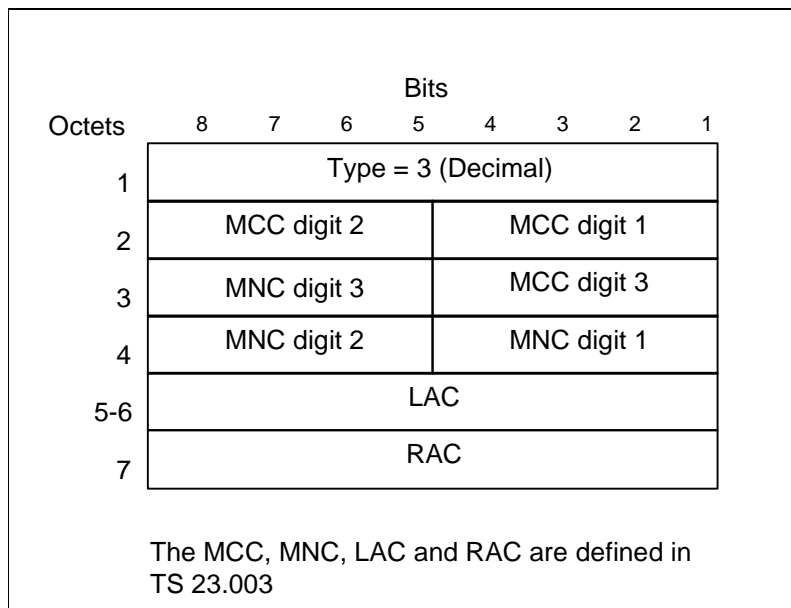 Bits
Octets 8 7 6 5 4 3 2 1
1 Type = 3 (Decimal)
2 MCC digit 2 MCC digit 1
3 MNC digit 3 MCC digit 3
4 MNC digit 2 MNC digit 1
5-6 LAC
7 RAC
The MCC, MNC, LAC and RAC are defined in
TS 23.003